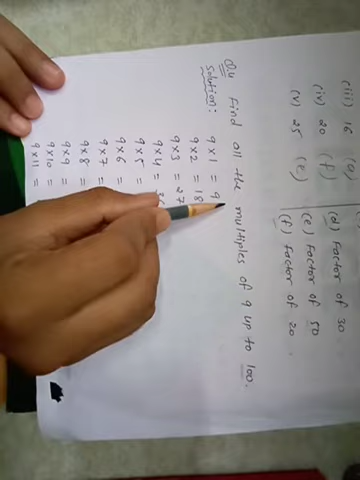 (iii) 16
(iv) 20 (f)
(v) 25 (e)
(d) Factor of 30
(e) Factor of 50
(f) Factor of 20.
Q4 Find all the multiples of 9 up to 100.
Solution:
9 × 1 = 9
9 × 2 = 18
9 × 3 = 27
9 × 4 =
9 × 5 =
9 × 6 =
9 × 7 =
9 × 8 =
9 × 9 =
9 × 10 =
9 × 11 =